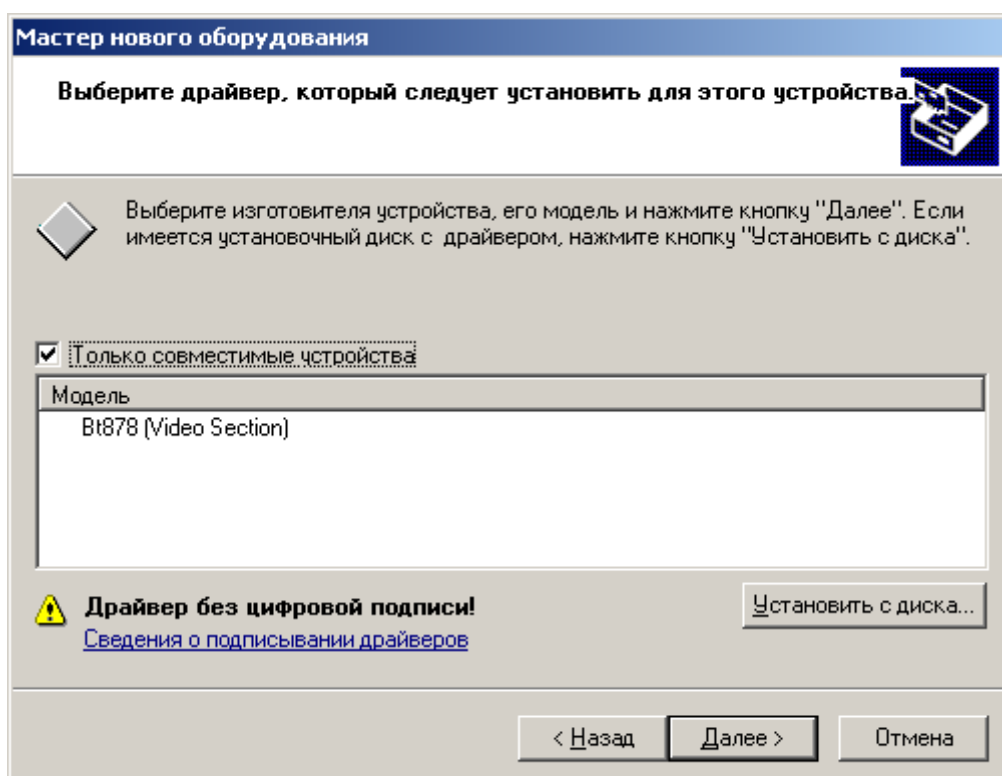 Мастер нового оборудования
Выберите драйвер, который следует установить для этого устройства.
Выберите изготовителя устройства, его модель и нажмите кнопку "Далее". Если
имеется установочный диск с драйвером, нажмите кнопку "Установить с диска".
Только совместимые устройства
Модель
Bt878 (Video Section)
Драйвер без цифровой подписи!
Установить с диска...
Сведения о подписывании драйверов
< Назад
Далее >
Отмена